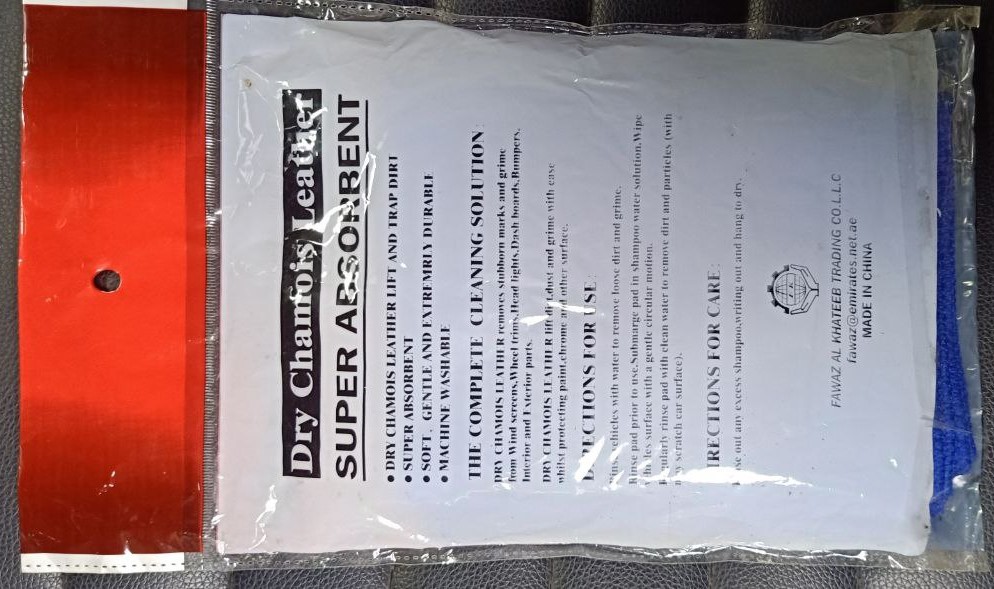 Dry Chamois Leather
SUPER ABSORBENT
• DRY CHAMOIS LEATHER LIFT AND TRAP DIRT
• SUPER ABSORBENT
• SOFT, GENTLE AND EXTREMRLY DURABLE
• MACHINE WASHABLE
THE COMPLETE CLEANING SOLUTION :
DRY CHAMOIS LEATHER removes stubborn marks and grime
from Wind screens,Wheel trims,Head lights,Dash boards,Bumpers,
Interior and Exterior parts.
DRY CHAMOIS LEATHER lift dirt,dust and grime with ease
whilst protecting paint,chrome and other surface.
DIRECTIONS FOR USE :
Rinse vehicles with water to remove loose dirt and grime.
Rinse pad prior to use.Submarge pad in shampoo water solution.Wipe
surface with a gentle circular motion.
Regularly rinse pad with clean water to remove dirt and particles (with
may scratch car surface).
DIRECTIONS FOR CARE :
out any excess shampoo,writing out and hang to dry.
FAWAZ AL KHATEEB TRADING CO.L.L.C
fawaz@emirates.net.ae
MADE IN CHINA